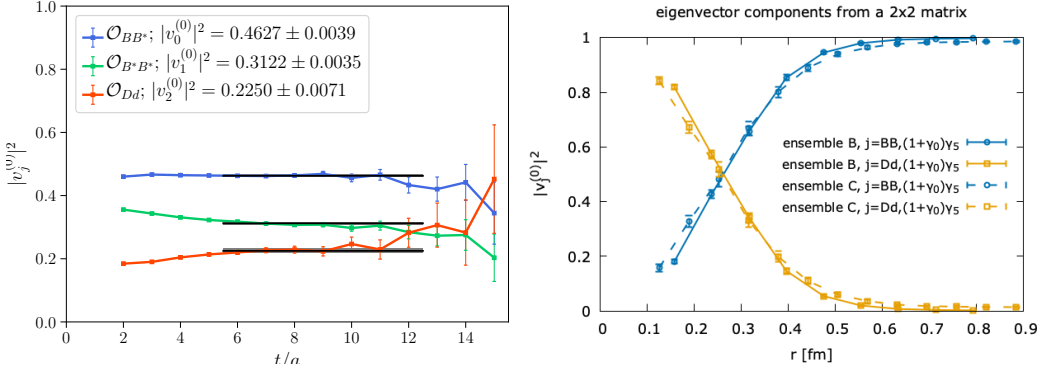 1.0
0.8
0.6
0.4
0.2
0.0
|v_j^(0)|^2
O_BB*; |v_0^(0)|^2 = 0.4627 ± 0.0039
O_B*B*; |v_1^(0)|^2 = 0.3122 ± 0.0035
O_Dd; |v_2^(0)|^2 = 0.2250 ± 0.0071
0 2 4 6 8 10 12 14
t/a
eigenvector components from a 2x2 matrix
1
0.8
0.6
0.4
0.2
0
|v_j^(0)|^2
ensemble B, j=BB,(1+γ0)γ5
ensemble B, j=Dd,(1+γ0)γ5
ensemble C, j=BB,(1+γ0)γ5
ensemble C, j=Dd,(1+γ0)γ5
0 0.1 0.2 0.3 0.4 0.5 0.6 0.7 0.8 0.9
r [fm]